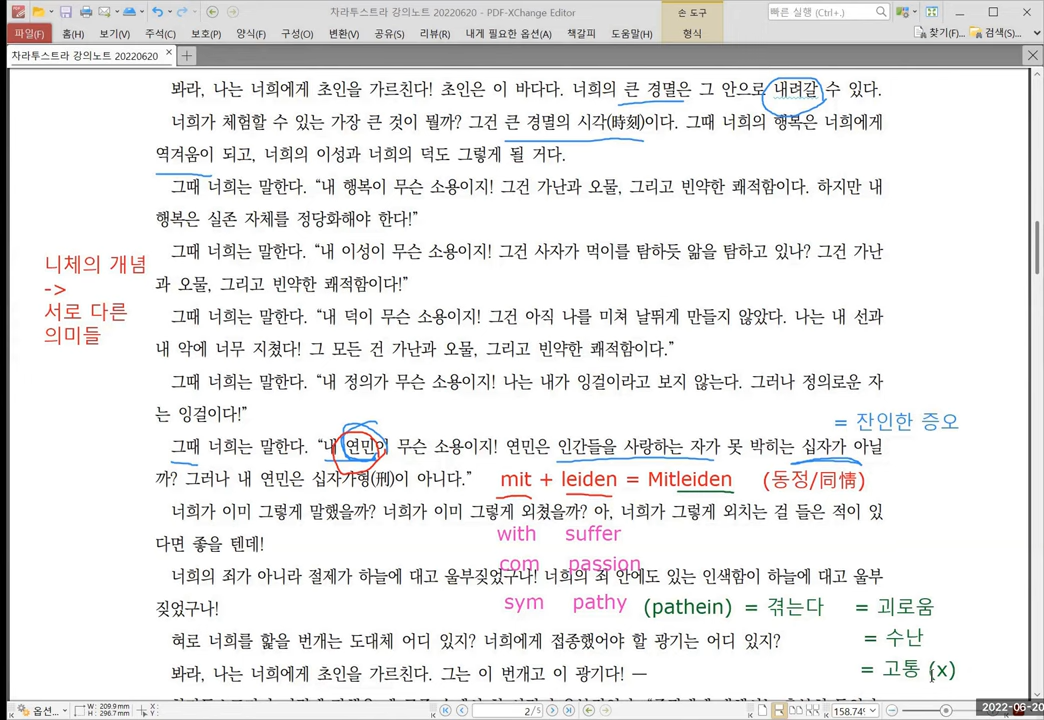 차라투스트라 강의노트 20220620 - PDF-XChange Editor
손 도구
빠른 실행 (Ctrl+.)
파일(F) 홈(H) 보기(V) 주석(C) 보호(P) 양식(F) 구성(O) 변환(V) 공유(S) 리뷰(R) 내게 필요한 옵션(A) 책갈피 도움말(H) 형식
찾기(F)... 검색(S)...
차라투스트라 강의노트 20220620
봐라, 나는 너희에게 초인을 가르친다! 초인은 이 바다다. 너희의 큰 경멸은 그 안으로 내려갈 수 있다.
너희가 체험할 수 있는 가장 큰 것이 뭘까? 그건 큰 경멸의 시각(時刻)이다. 그때 너희의 행복은 너희에게
역겨움이 되고, 너희의 이성과 너희의 덕도 그렇게 될 거다.
그때 너희는 말한다. “내 행복이 무슨 소용이지! 그건 가난과 오물, 그리고 빈약한 쾌적함이다. 하지만 내
행복은 실존 자체를 정당화해야 한다!”
그때 너희는 말한다. “내 이성이 무슨 소용이지! 그건 사자가 먹이를 탐하듯 앎을 탐하고 있나? 그건 가난
과 오물, 그리고 빈약한 쾌적함이다!”
니체의 개념
->
서로 다른
의미들
그때 너희는 말한다. “내 덕이 무슨 소용이지! 그건 아직 나를 미쳐 날뛰게 만들지 않았다. 나는 내 선과
내 악에 너무 지쳤다! 그 모든 건 가난과 오물, 그리고 빈약한 쾌적함이다.”
그때 너희는 말한다. “내 정의가 무슨 소용이지! 나는 내가 잉걸이라고 보지 않는다. 그러나 정의로운 자
는 잉걸이다!”
= 잔인한 증오
그때 너희는 말한다. “내 연민이 무슨 소용이지! 연민은 인간들을 사랑하는 자가 못 박히는 십자가 아닐
까? 그러나 내 연민은 십자가형(刑)이 아니다.”
mit + leiden = Mitleiden (동정/同情)
너희가 이미 그렇게 말했을까? 너희가 이미 그렇게 외쳤을까? 아, 너희가 그렇게 외치는 걸 들은 적이 있
with suffer
다면 좋을 텐데!
com passion
너희의 죄가 아니라 절제가 하늘에 대고 울부짖었구나! 너희의 죄 안에도 있는 인색함이 하늘에 대고 울부
짖었구나!
sym pathy (pathein) = 겪는다 = 괴로움
= 수난
혀로 너희를 핥을 번개는 도대체 어디 있지? 너희에게 접종했어야 할 광기는 어디 있지?
= 고통 (x)
봐라, 나는 너희에게 초인을 가르친다. 그는 이 번개고 이 광기다! ―
옵션... W: 209.9 mm H: 296.7 mm X: Y: 2/5 158.74%
2022-06-20